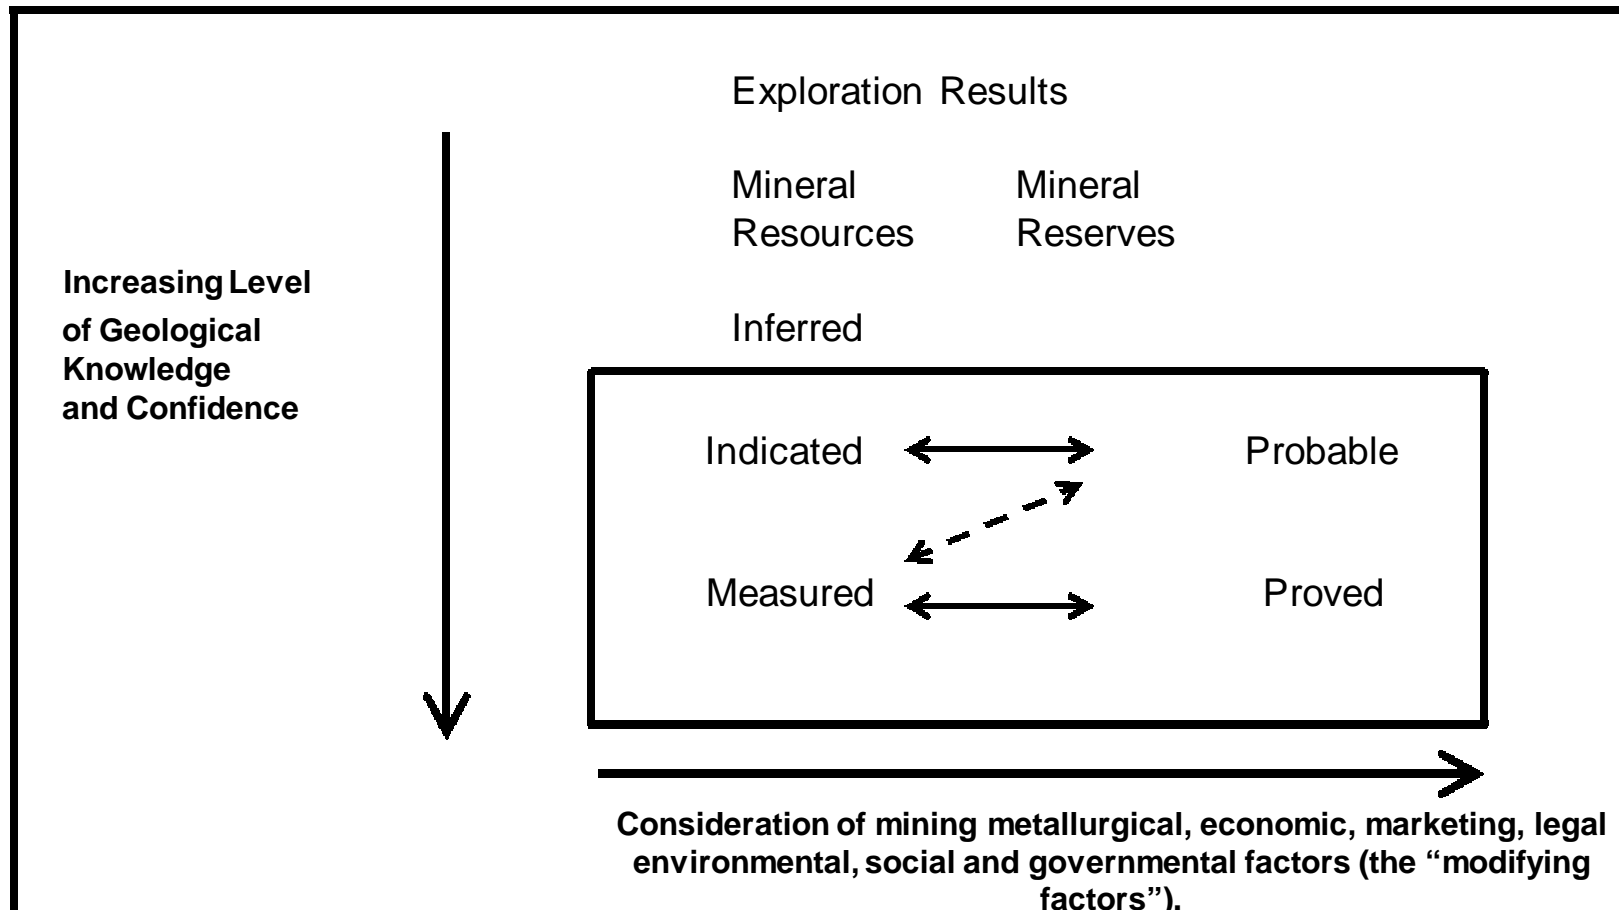 Exploration Results
Mineral
Resources
Mineral
Reserves
Increasing Level
of Geological
Knowledge
and Confidence
Inferred
Indicated
Probable
Measured
Proved
Consideration of mining metallurgical, economic, marketing, legal
environmental, social and governmental factors (the “modifying
factors”).